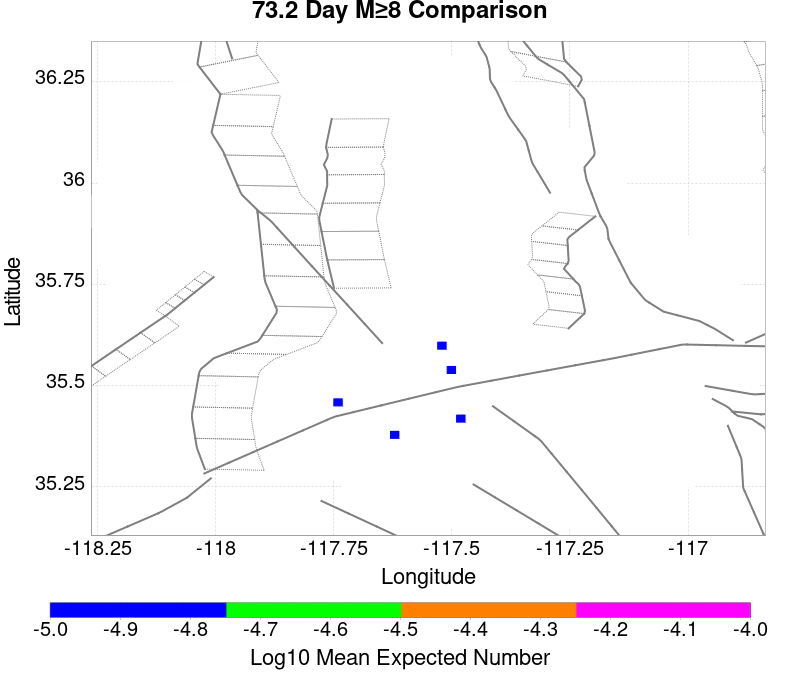 73.2 Day M≥8 Comparison
36.25
36
35.75
35.5
35.25
Latitude
-118.25 -118 -117.75 -117.5 -117.25 -117
Longitude
-5.0 -4.9 -4.8 -4.7 -4.6 -4.5 -4.4 -4.3 -4.2 -4.1 -4.0
Log10 Mean Expected Number